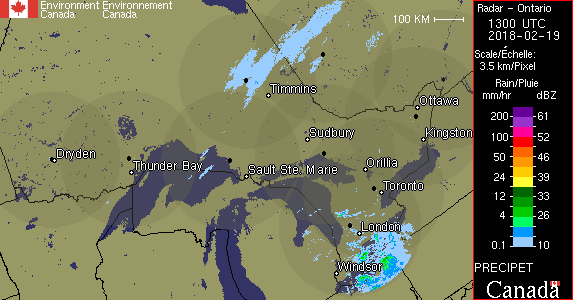 Environment Environnement
Canada Canada
100 KM
Timmins
Ottawa
Sudbury
Kingston
Dryden
Thunder Bay
Sault Ste. Marie
Orillia
Toronto
London
Windsor
Radar - Ontario
1300 UTC
2018-02-19
Scale/Échelle:
3.5 km/Pixel
Rain/Pluie
mm/hr dBZ
200 61
100 52
50 46
24 39
12 33
4 26
0.1 10
PRECIPET
Canada